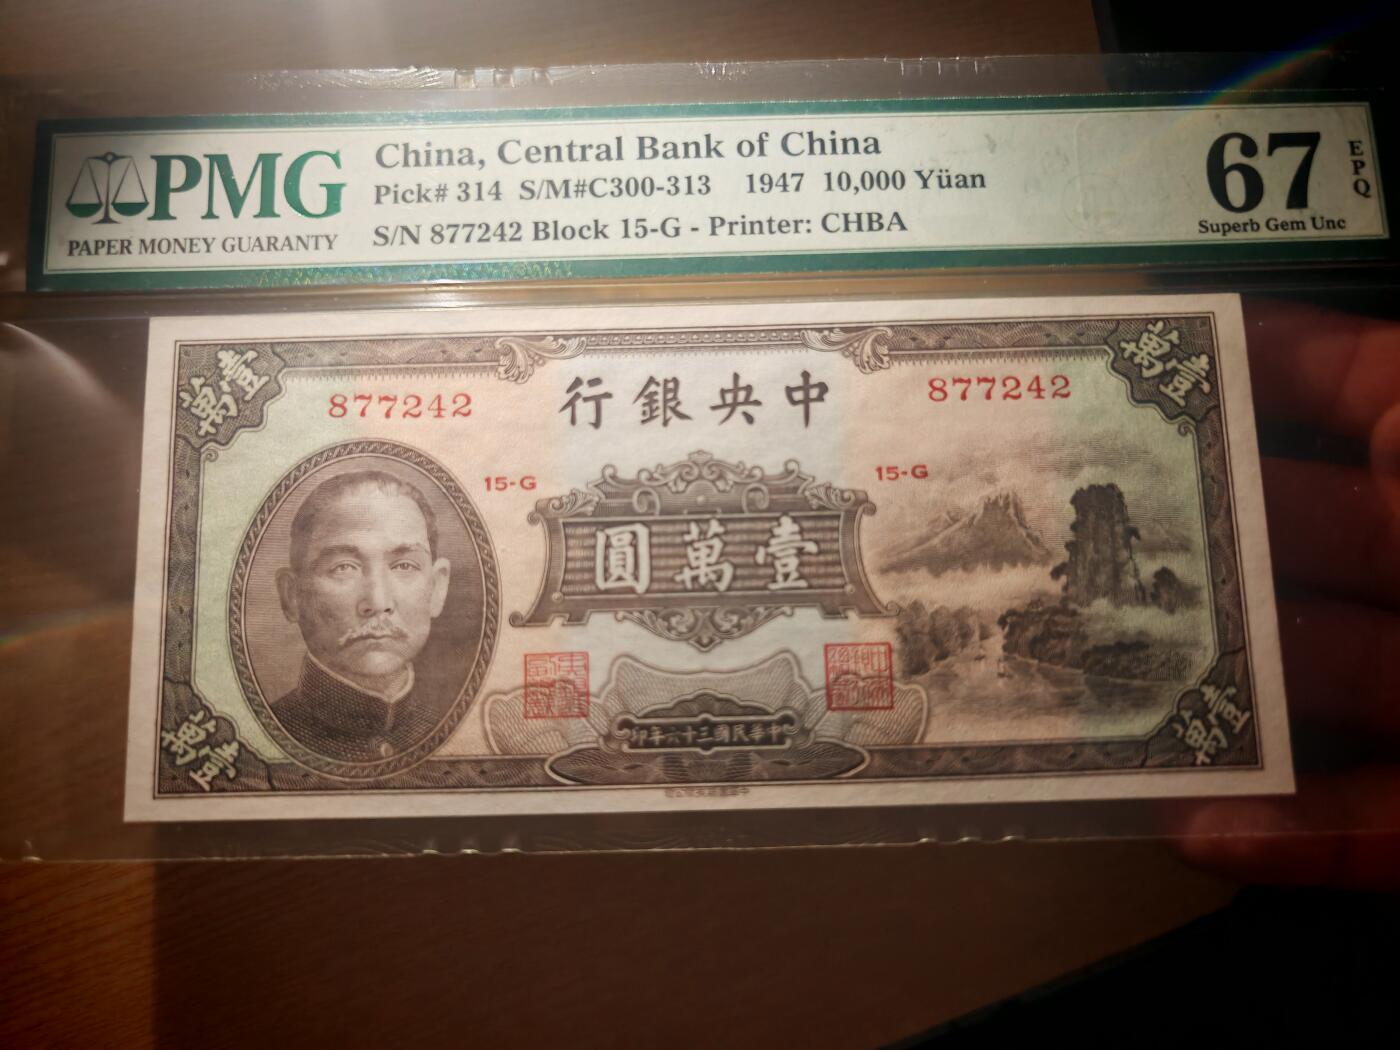 PMG
PAPER MONEY GUARANTY
China, Central Bank of China
Pick# 314 S/M#C300-313 1947 10,000 Yüan
S/N 877242 Block 15-G - Printer: CHBA
67
EPQ
Superb Gem Unc
壹萬
壹萬
877242
行銀央中
877242
15-G
15-G
圓萬壹
印年六十三國民華中
壹萬
壹萬